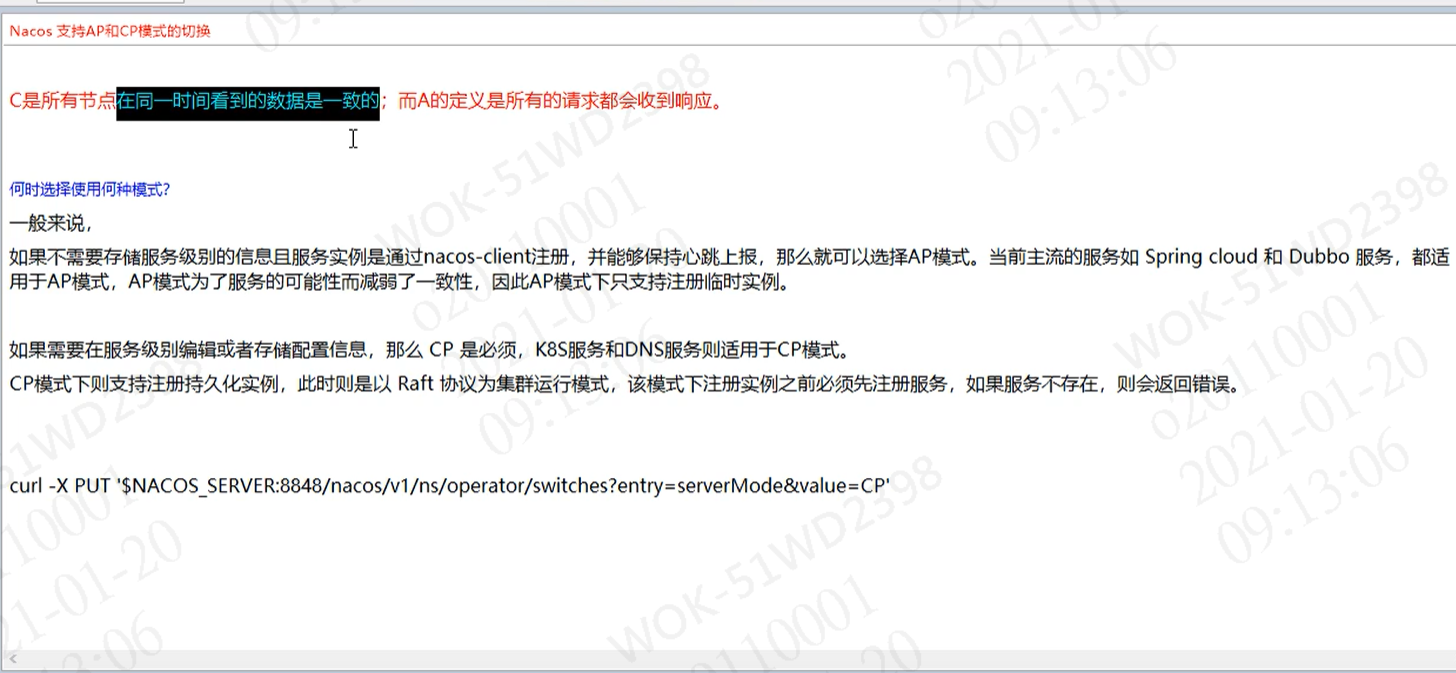 Nacos 支持AP和CP模式的切换
C是所有节点在同一时间看到的数据是一致的；而A的定义是所有的请求都会收到响应。
何时选择使用何种模式？
一般来说，
如果不需要存储服务级别的信息且服务实例是通过nacos-client注册，并能够保持心跳上报，那么就可以选择AP模式。当前主流的服务如 Spring cloud 和 Dubbo 服务，都适
用于AP模式，AP模式为了服务的可能性而减弱了一致性，因此AP模式下只支持注册临时实例。
如果需要在服务级别编辑或者存储配置信息，那么 CP 是必须，K8S服务和DNS服务则适用于CP模式。
CP模式下则支持注册持久化实例，此时则是以 Raft 协议为集群运行模式，该模式下注册实例之前必须先注册服务，如果服务不存在，则会返回错误。
curl -X PUT '$NACOS_SERVER:8848/nacos/v1/ns/operator/switches?entry=serverMode&value=CP'
WOK-51WD2398
o20110001
2021-01-20
09:13:06